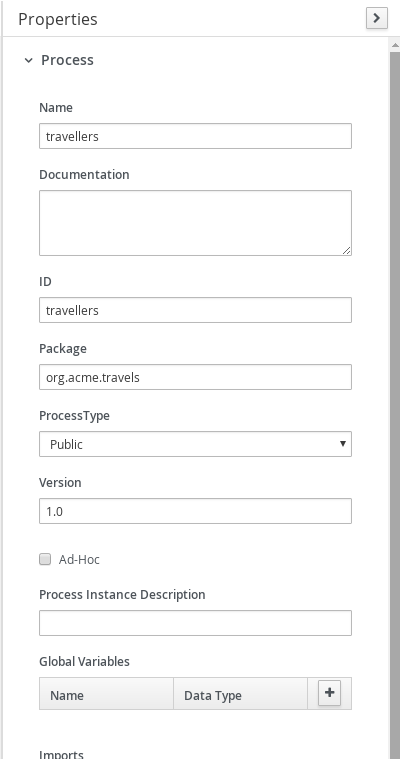 Properties
Process
Name
travellers
Documentation
ID
travellers
Package
org.acme.travels
ProcessType
Public
Version
1.0
Ad-Hoc
Process Instance Description
Global Variables
Name Data Type
Imports